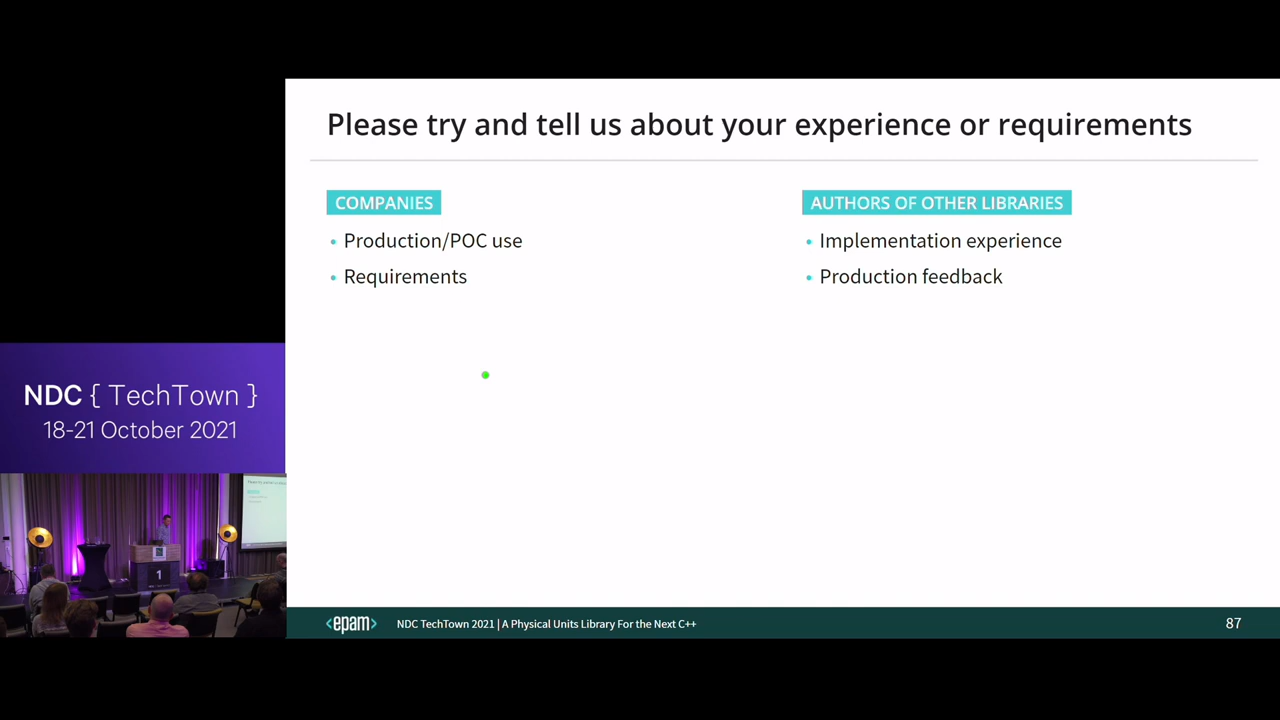 Please try and tell us about your experience or requirements
COMPANIES
• Production/POC use
• Requirements
AUTHORS OF OTHER LIBRARIES
• Implementation experience
• Production feedback
NDC { TechTown }
18-21 October 2021
1
<epam>
NDC TechTown 2021 | A Physical Units Library For the Next C++
87